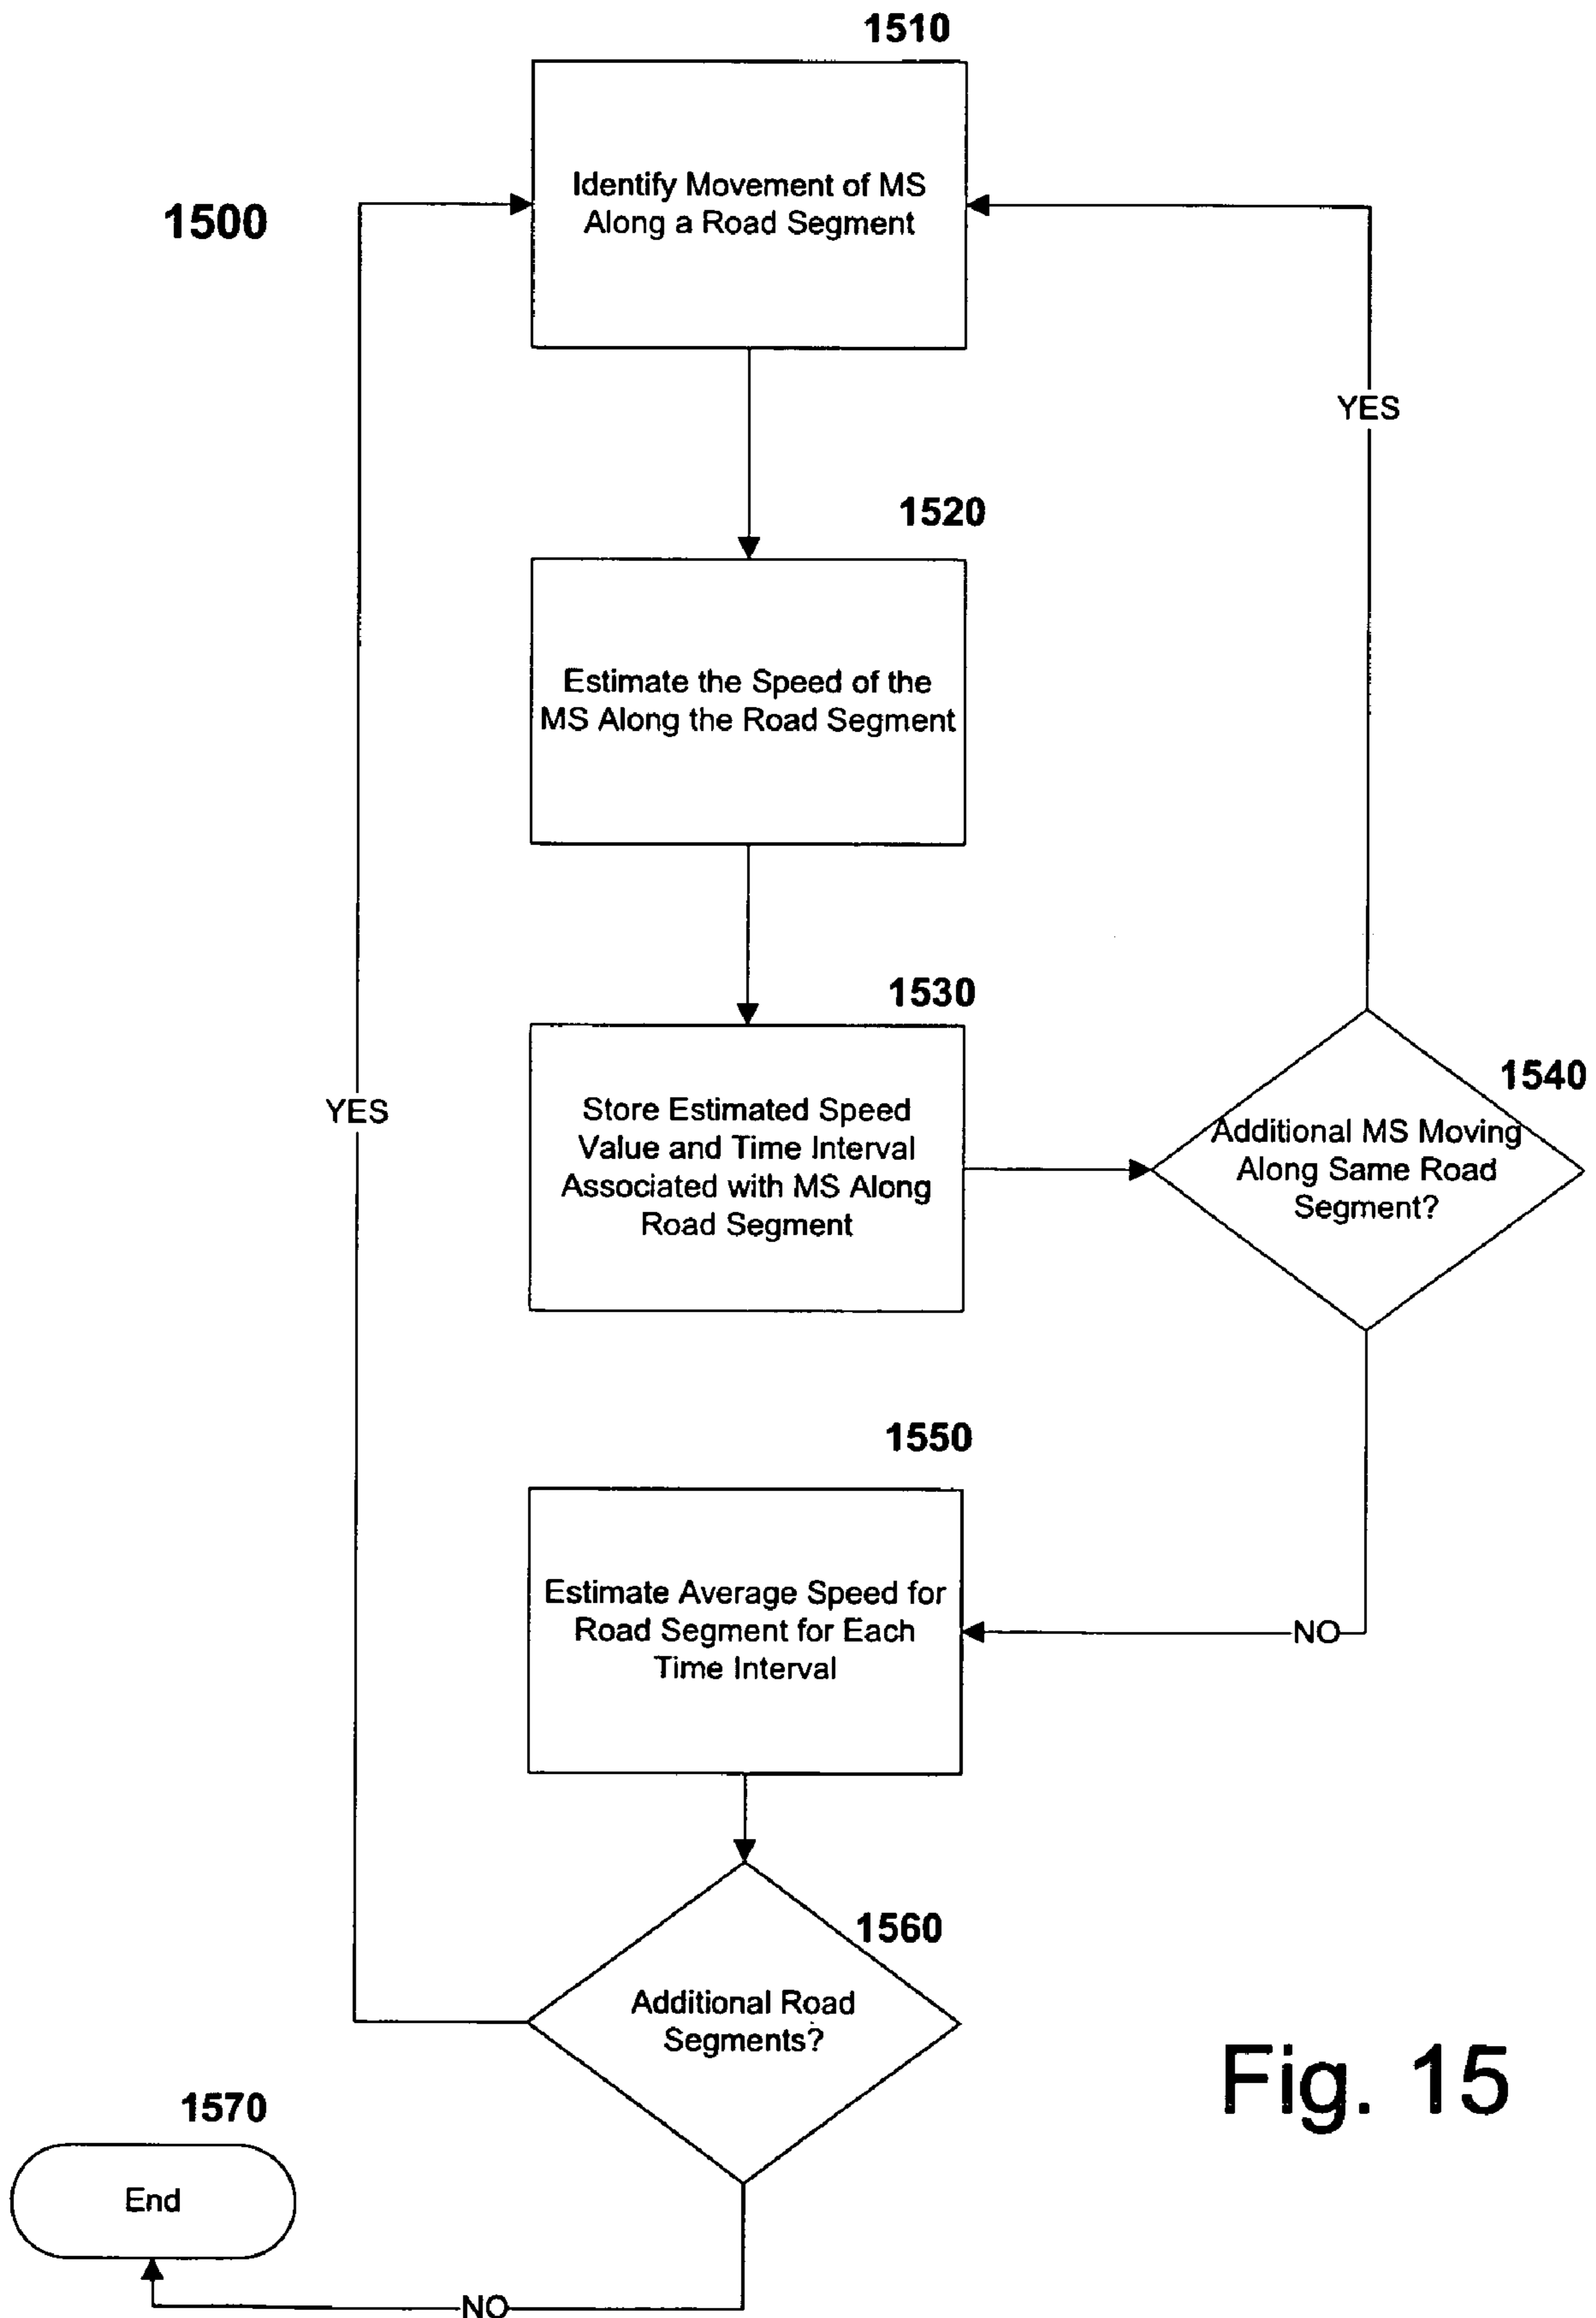 1510
Identify Movement of MS
Along a Road Segment
1500
YES
1520
Estimate the Speed of the
MS Along the Road Segment
1530
Store Estimated Speed
Value and Time Interval
Associated with MS Along
Road Segment
1540
Additional MS Moving
Along Same Road
Segment?
YES
1550
Estimate Average Speed for
Road Segment for Each
Time Interval
NO
1560
Additional Road
Segments?
Fig. 15
1570
End
NO